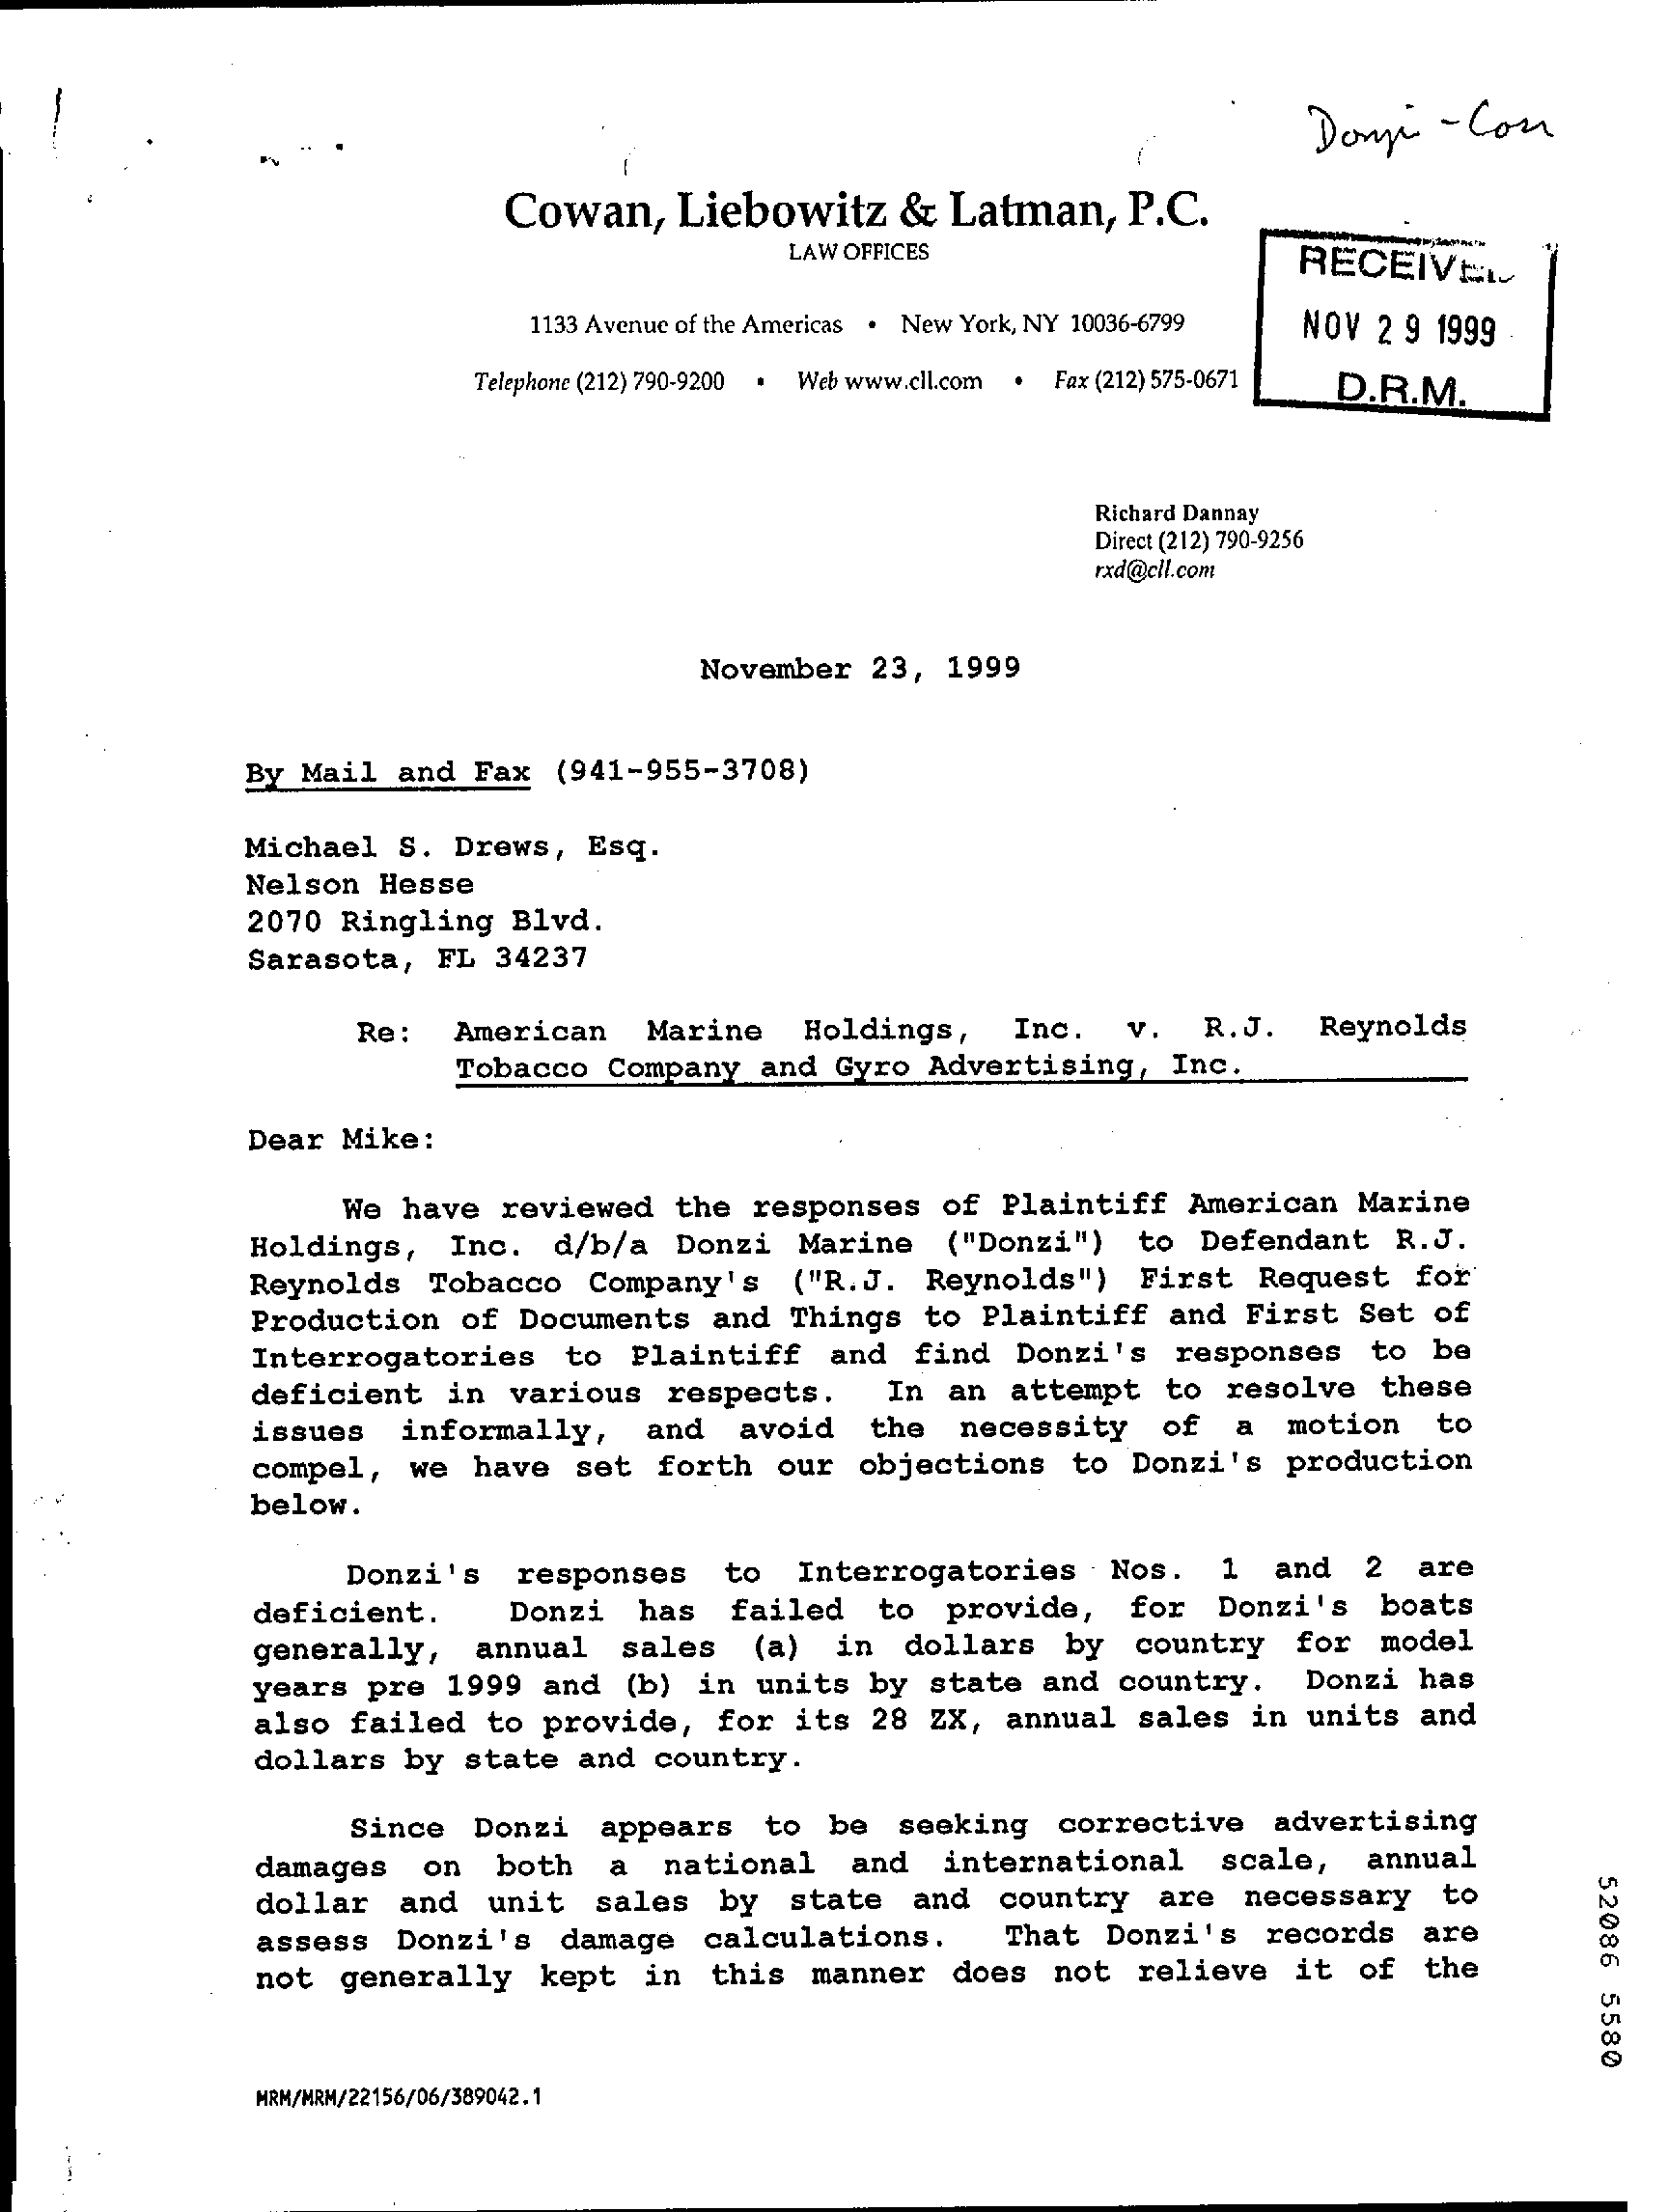 Donzi - Corr
Cowan, Liebowitz & Latman, P.C.
LAW OFFICES
RECEIVED
1133 Avenue of the Americas • New York, NY 10036-6799
NOV 29 1999
Telephone (212) 790-9200 • Web www.cll.com • Fax (212) 575-0671
D.R.M.
Richard Dannay
Direct (212) 790-9256
rxd@cll.com
November 23, 1999
By Mail and Fax (941-955-3708)
Michael S. Drews, Esq.
Nelson Hesse
2070 Ringling Blvd.
Sarasota, FL 34237
Re: American Marine Holdings, Inc. v. R.J. Reynolds
Tobacco Company and Gyro Advertising, Inc.
Dear Mike:
We have reviewed the responses of Plaintiff American Marine
Holdings, Inc. d/b/a Donzi Marine ("Donzi") to Defendant R.J.
Reynolds Tobacco Company's ("R.J. Reynolds") First Request for
Production of Documents and Things to Plaintiff and First Set of
Interrogatories to Plaintiff and find Donzi's responses to be
deficient in various respects. In an attempt to resolve these
issues informally, and avoid the necessity of a motion to
compel, we have set forth our objections to Donzi's production
below.
Donzi's responses to Interrogatories Nos. 1 and 2 are
deficient. Donzi has failed to provide, for Donzi's boats
generally, annual sales (a) in dollars by country for model
years pre 1999 and (b) in units by state and country. Donzi has
also failed to provide, for its 28 ZX, annual sales in units and
dollars by state and country.
Since Donzi appears to be seeking corrective advertising
damages on both a national and international scale, annual
dollar and unit sales by state and country are necessary to
assess Donzi's damage calculations. That Donzi's records are
not generally kept in this manner does not relieve it of the
52086 5580
MRM/MRM/22156/06/389042.1